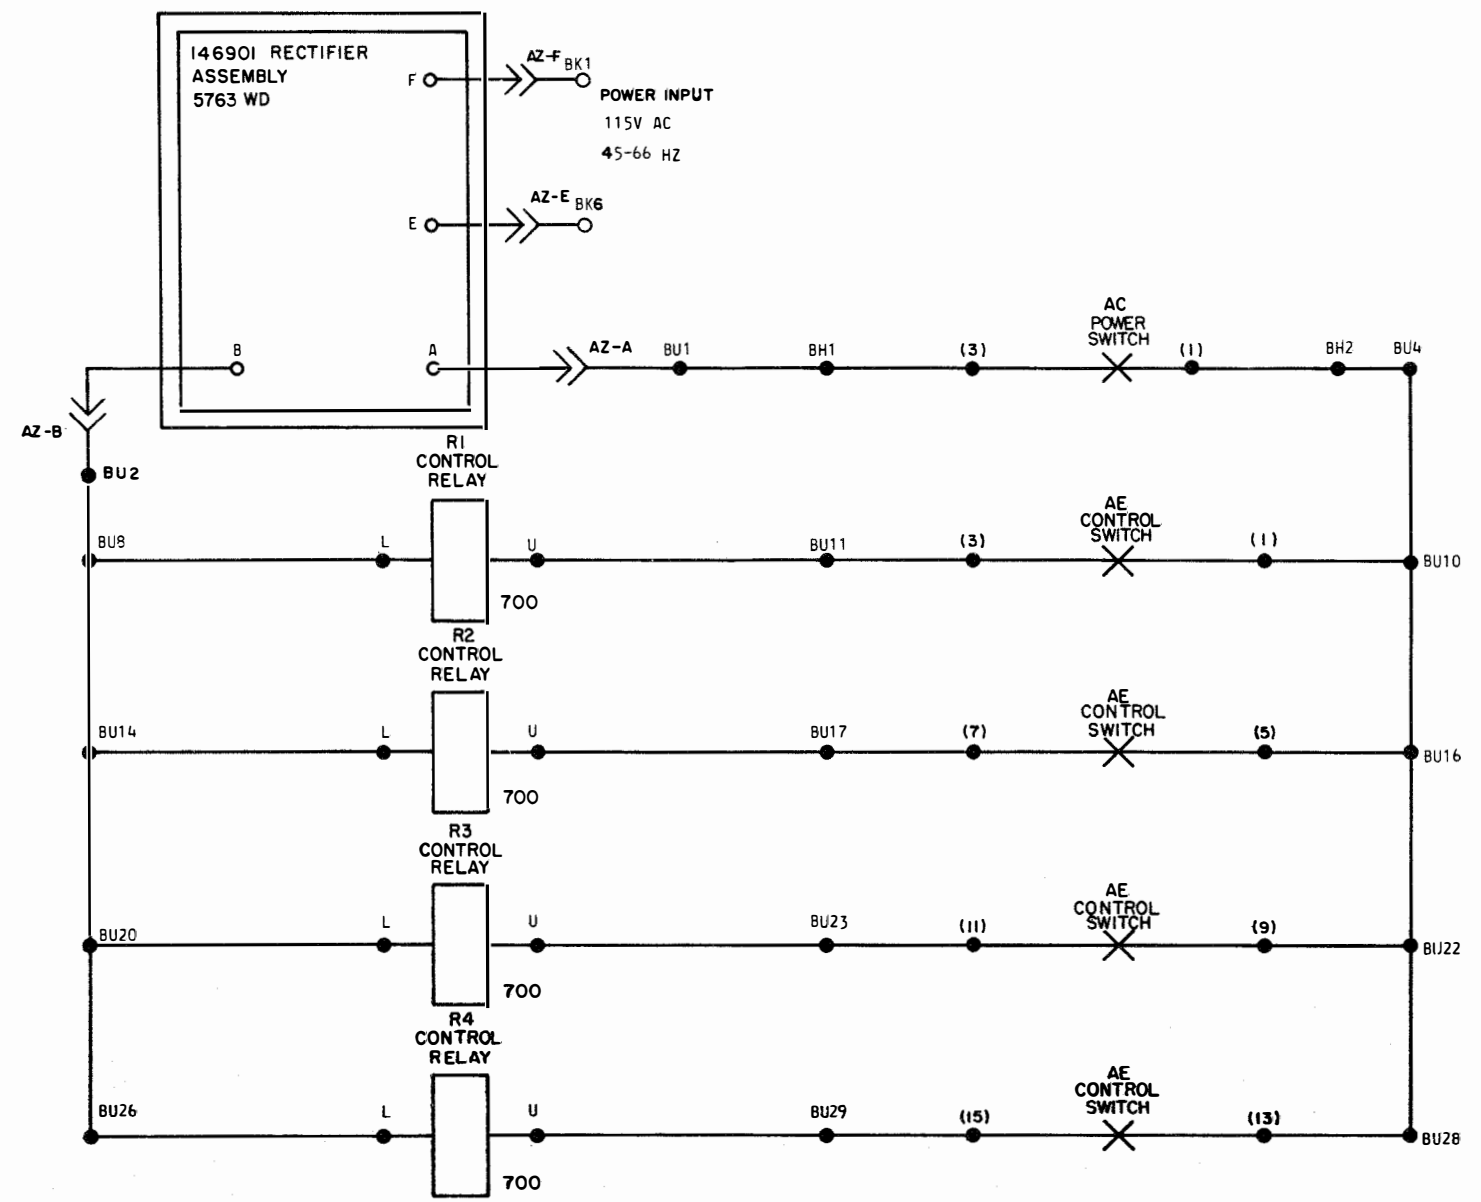 146901 RECTIFIER
ASSEMBLY
5763 WD
F
AZ-F
BK1
POWER INPUT
115V AC
45-66 HZ
E
AZ-E
BK6
B
A
AZ-A
BU1
BH1
(3)
AC
POWER
SWITCH
(1)
BH2
BU4
AZ-B
BU2
R1
CONTROL
RELAY
BU8
L
U
700
BU11
(3)
AE
CONTROL
SWITCH
(1)
BU10
R2
CONTROL
RELAY
BU14
L
U
700
BU17
(7)
AE
CONTROL
SWITCH
(5)
BU16
R3
CONTROL
RELAY
BU20
L
U
700
BU23
(11)
AE
CONTROL
SWITCH
(9)
BU22
R4
CONTROL
RELAY
BU26
L
U
700
BU29
(15)
AE
CONTROL
SWITCH
(13)
BU28